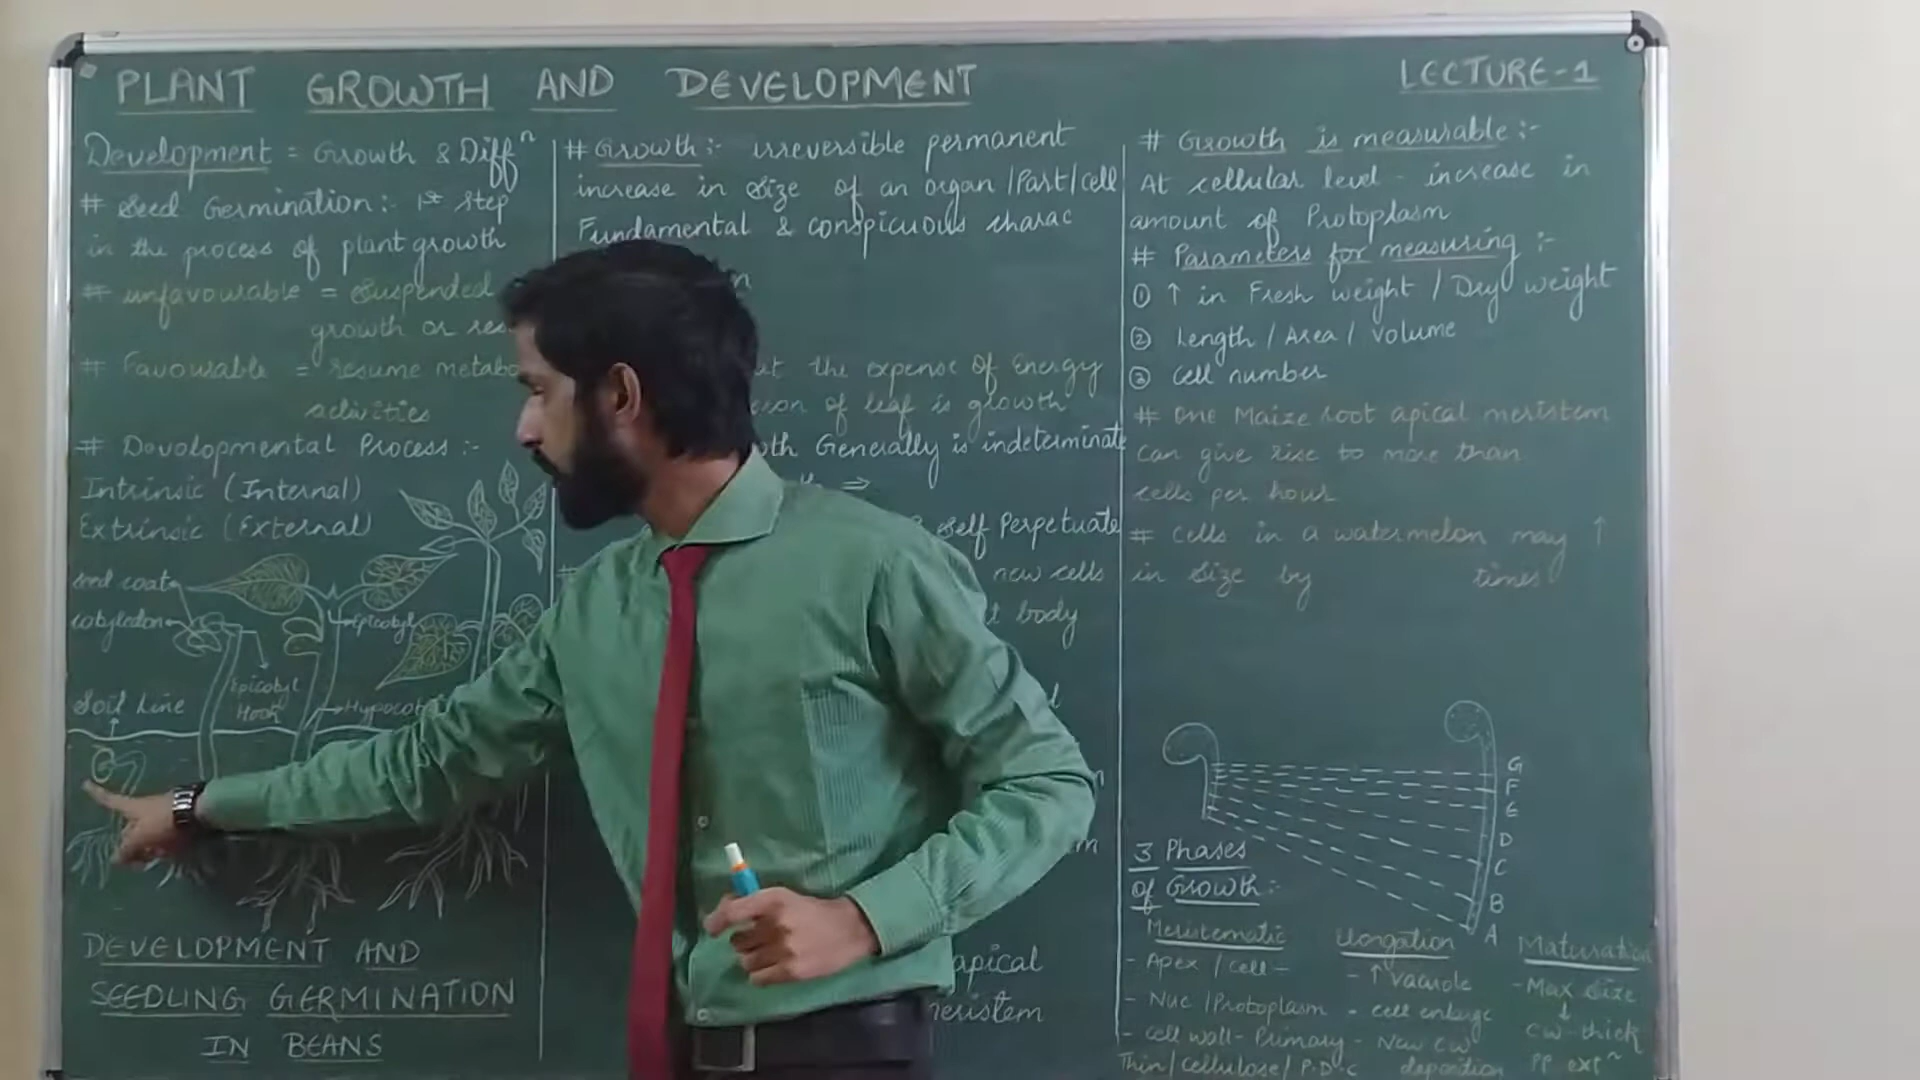 PLANT GROWTH AND DEVELOPMENT
LECTURE-1
Development = Growth & Diffⁿ
# Seed Germination:- 1st step
in the process of plant growth
# unfavourable = Suspended
growth or
# Favourable = resume
activities
# Dovolopmental Process:-
Intrinsic (Internal)
Extrinsic (External)
seed coat
cotyledon
Epicotyl
Epicotyl
Hook
Soil Line
DEVELOPMENT AND
SEEDLING GERMINATION
IN BEANS
# Growth:- irreversible permanent
increase in Size of an organ/Part/cell
Fundamental & conspicuous charac
at the expense of Energy
of leaf is growth
Generally is indeterminate
⇒
Self Perpetuate
new cells
body
apical
meristem
# Growth is measurable:-
At cellular level - increase in
amount of Protoplasm
# Parameters for measuring:-
① ↑ in Fresh weight / Dry weight
② Length / Area / Volume
③ Cell number
# One Maize root apical meristem
can give rise to more than
cells per hour
# Cells in a watermelon may ↑
in Size by times
G
F
E
D
C
B
A
3 Phases
of Growth:-
Meristematic
- Apex / cell -
- Nuc / Protoplasm
- Cell wall - Primary
Thin / Cellulose / P.D.C
Elongation
- ↑ Vacuole
- cell enlarge
- New CW
deposition
Maturation
- Max Size
↓
CW-thick
PP extⁿ